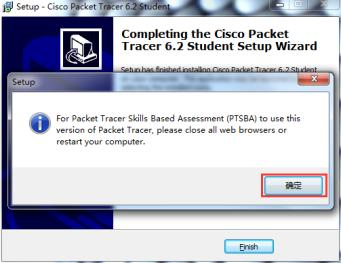 Setup - Cisco Packet Tracer 6.2 Student
Completing the Cisco Packet
Tracer 6.2 Student Setup Wizard
Setup has finished installing Cisco Packet Tracer 6.2 Student
Setup
For Packet Tracer Skills Based Assessment (PTSBA) to use this
version of Packet Tracer, please close all web browsers or
restart your computer.
确定
Finish